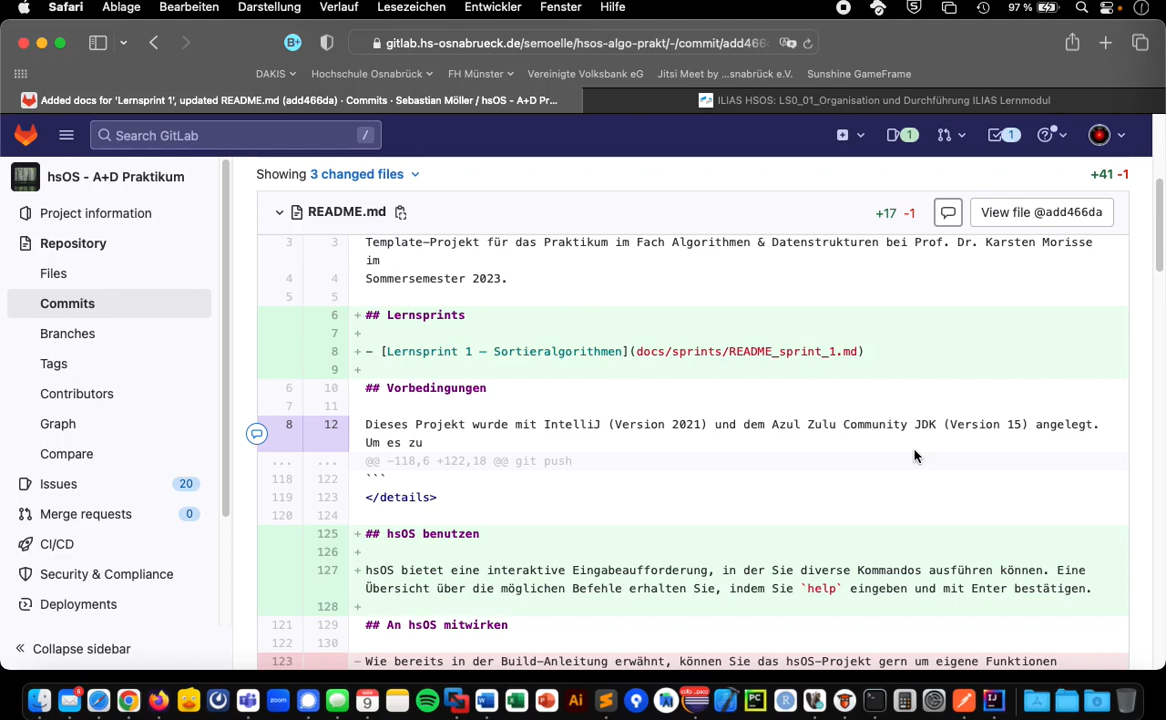 Safari Ablage Bearbeiten Darstellung Verlauf Lesezeichen Entwickler Fenster Hilfe 97 %
gitlab.hs-osnabrueck.de/semoelle/hsos-algo-prakt/-/commit/add466
DAKIS Hochschule Osnabrück FH Münster Vereinigte Volksbank eG Jitsi Meet by ...snabrück e.V. Sunshine GameFrame
Added docs for 'Lernsprint 1', updated README.md (add466da) · Commits · Sebastian Möller / hsOS - A+D Pr... ILIAS HSOS: LS0_01_Organisation und Durchführung ILIAS Lernmodul
Search GitLab / 1 1
hsOS - A+D Praktikum
Project information
Repository
Files
Commits
Branches
Tags
Contributors
Graph
Compare
Issues 20
Merge requests 0
CI/CD
Security & Compliance
Deployments
Collapse sidebar
Showing 3 changed files +41 -1
README.md +17 -1 View file @add466da
3 3 Template-Projekt für das Praktikum im Fach Algorithmen & Datenstrukturen bei Prof. Dr. Karsten Morisse
im
4 4 Sommersemester 2023.
5 5
6 + ## Lernsprints
7 +
8 + - [Lernsprint 1 – Sortieralgorithmen](docs/sprints/README_sprint_1.md)
9 +
6 10 ## Vorbedingungen
7 11
8 12 Dieses Projekt wurde mit IntelliJ (Version 2021) und dem Azul Zulu Community JDK (Version 15) angelegt.
Um es zu
... ... @@ -118,6 +122,18 @@ git push
118 122 ```
119 123 </details>
120 124
125 + ## hsOS benutzen
126 +
127 + hsOS bietet eine interaktive Eingabeaufforderung, in der Sie diverse Kommandos ausführen können. Eine
Übersicht über die möglichen Befehle erhalten Sie, indem Sie `help` eingeben und mit Enter bestätigen.
128 +
121 129 ## An hsOS mitwirken
122 130
123 - Wie bereits in der Build-Anleitung erwähnt, können Sie das hsOS-Projekt gern um eigene Funktionen